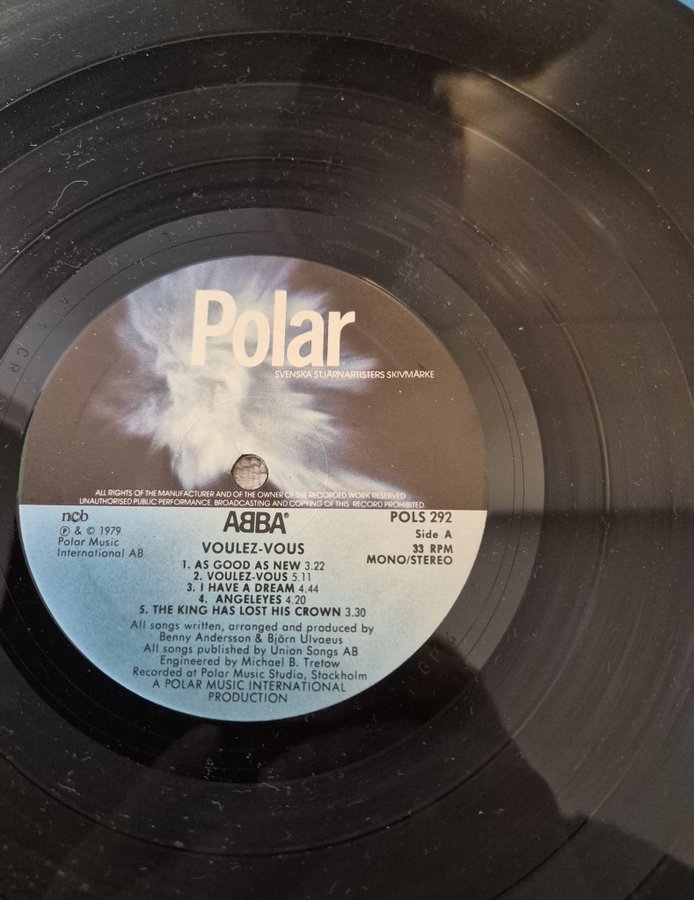 Polar
SVENSKA STJÄRNARTISTERS SKIVMÄRKE
ALL RIGHTS OF THE MANUFACTURER AND OF THE OWNER OF THE RECORDED WORK RESERVED
UNAUTHORISED PUBLIC PERFORMANCE, BROADCASTING AND COPYING OF THIS RECORD PROHIBITED
ncb
℗ & © 1979
Polar Music
International AB
ABBA®
VOULEZ-VOUS
POLS 292
Side A
33 RPM
MONO/STEREO
1. AS GOOD AS NEW 3.22
2. VOULEZ-VOUS 5.11
3. I HAVE A DREAM 4.44
4. ANGELEYES 4.20
5. THE KING HAS LOST HIS CROWN 3.30
All songs written, arranged and produced by
Benny Andersson & Björn Ulvaeus
All songs published by Union Songs AB
Engineered by Michael B. Tretow
Recorded at Polar Music Studio, Stockholm
A POLAR MUSIC INTERNATIONAL
PRODUCTION